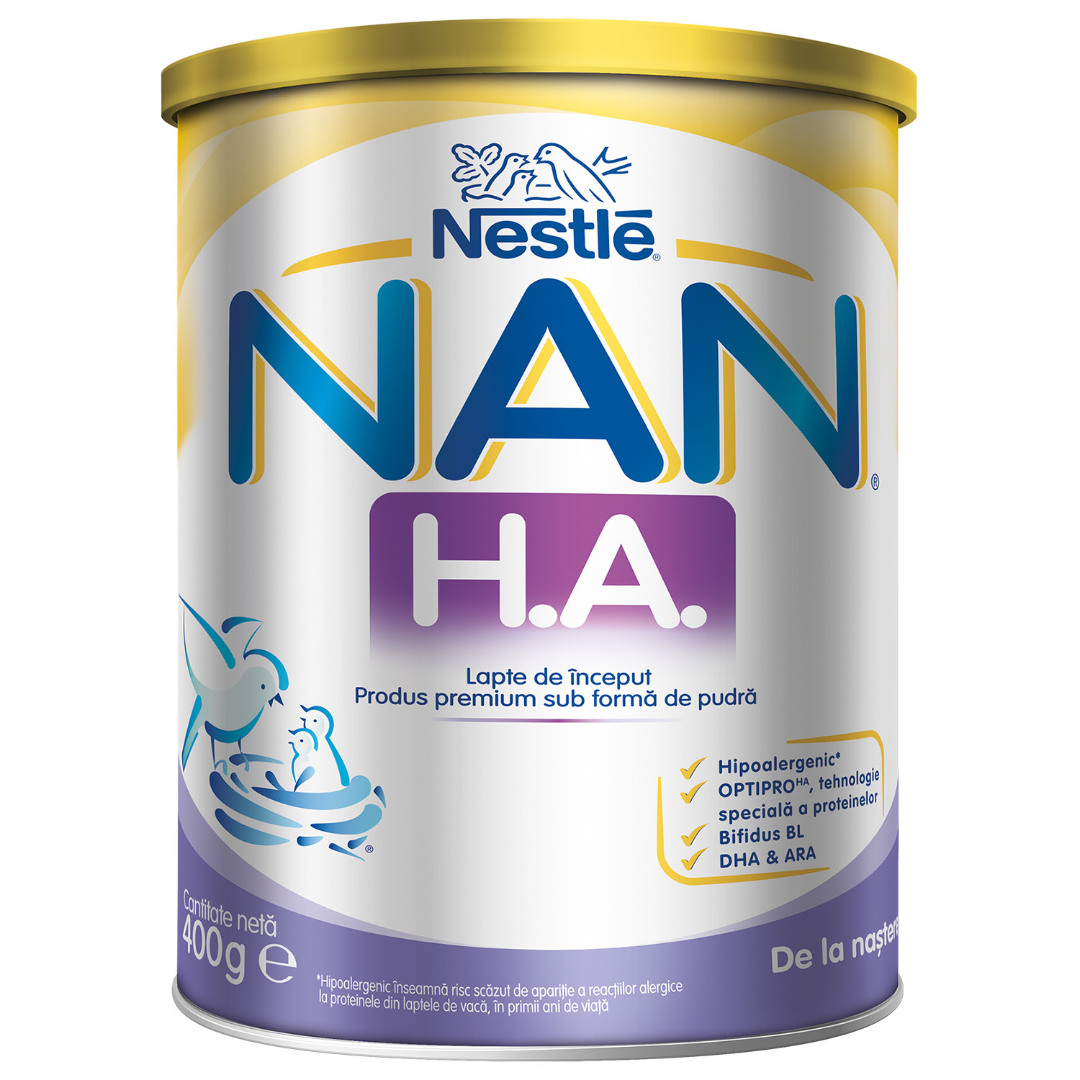 Nestlé
NAN
H.A.
Lapte de început
Produs premium sub formă de pudră
Hipoalergenic*
OPTIPROHA, tehnologie
specială a proteinelor
Bifidus BL
DHA & ARA
Cantitate netă
400g e
De la naștere
*Hipoalergenic înseamnă risc scăzut de apariție a reacțiilor alergice
la proteinele din laptele de vacă, în primii ani de viață